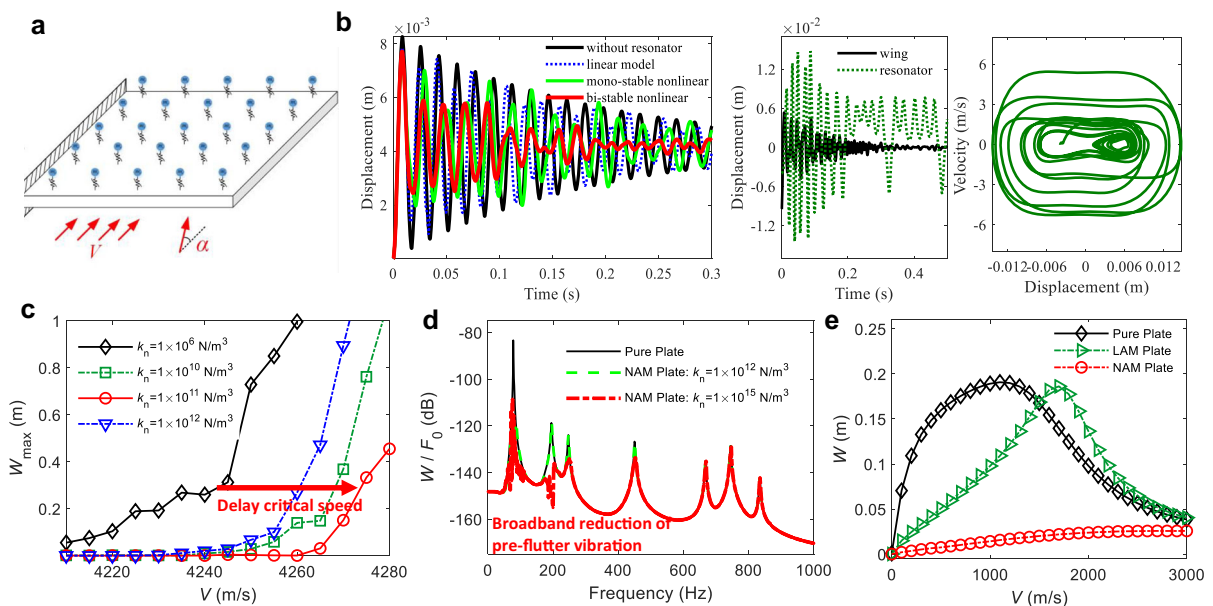 a
V
α
b
×10⁻³
8
6
4
2
Displacement (m)
without resonator
linear model
mono-stable nonlinear
bi-stable nonlinear
0 0.05 0.1 0.15 0.2 0.25 0.3
Time (s)
×10⁻²
1.2
0.6
0
-0.6
-1.2
Displacement (m)
wing
resonator
0 0.2 0.4
Time (s)
6
3
0
-3
-6
Velocity (m/s)
-0.012 -0.006 0 0.006 0.012
Displacement (m)
c
1
0.8
0.6
0.4
0.2
W_max (m)
k_n=1×10⁶ N/m³
k_n=1×10¹⁰ N/m³
k_n=1×10¹¹ N/m³
k_n=1×10¹² N/m³
Delay critical speed
4220 4240 4260 4280
V (m/s)
d
-80
-100
-120
-140
-160
W / F₀ (dB)
Pure Plate
NAM Plate: k_n=1×10¹² N/m³
NAM Plate: k_n=1×10¹⁵ N/m³
Broadband reduction of
pre-flutter vibration
0 200 400 600 800 1000
Frequency (Hz)
e
0.25
0.2
0.15
0.1
0.05
0
W (m)
Pure Plate
LAM Plate
NAM Plate
0 1000 2000 3000
V (m/s)